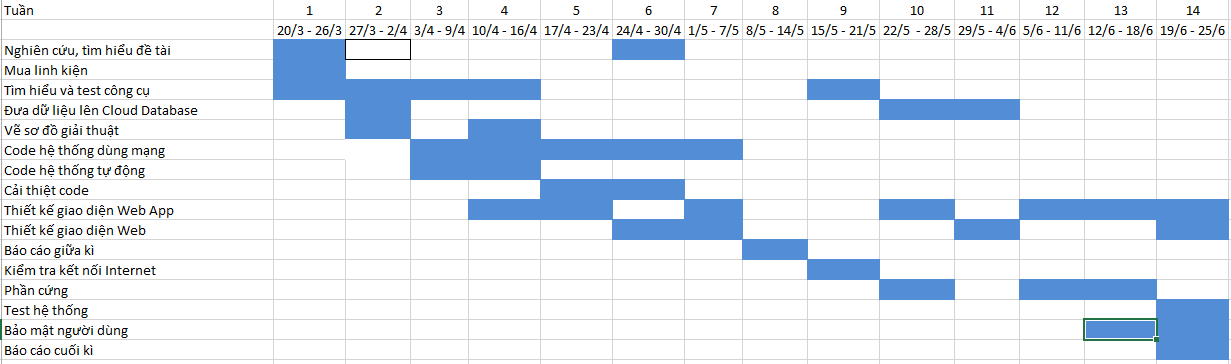 Tuần 1 2 3 4 5 6 7 8 9 10 11 12 13 14
20/3 - 26/3 27/3 - 2/4 3/4 - 9/4 10/4 - 16/4 17/4 - 23/4 24/4 - 30/4 1/5 - 7/5 8/5 - 14/5 15/5 - 21/5 22/5 - 28/5 29/5 - 4/6 5/6 - 11/6 12/6 - 18/6 19/6 - 25/6
Nghiên cứu, tìm hiểu đề tài
Mua linh kiện
Tìm hiểu và test công cụ
Đưa dữ liệu lên Cloud Database
Vẽ sơ đồ giải thuật
Code hệ thống dùng mạng
Code hệ thống tự động
Cải thiệt code
Thiết kế giao diện Web App
Thiết kế giao diện Web
Báo cáo giữa kì
Kiểm tra kết nối Internet
Phần cứng
Test hệ thống
Bảo mật người dùng
Báo cáo cuối kì